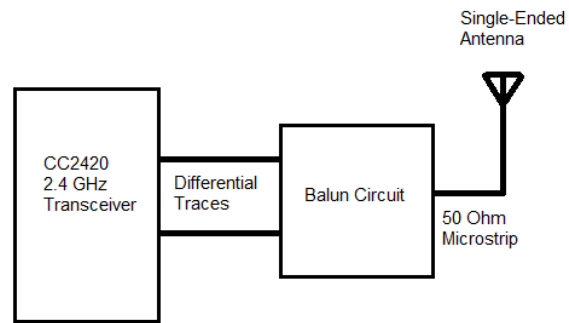 Single-Ended
Antenna
CC2420
2.4 GHz
Transceiver
Differential
Traces
Balun Circuit
50 Ohm
Microstrip